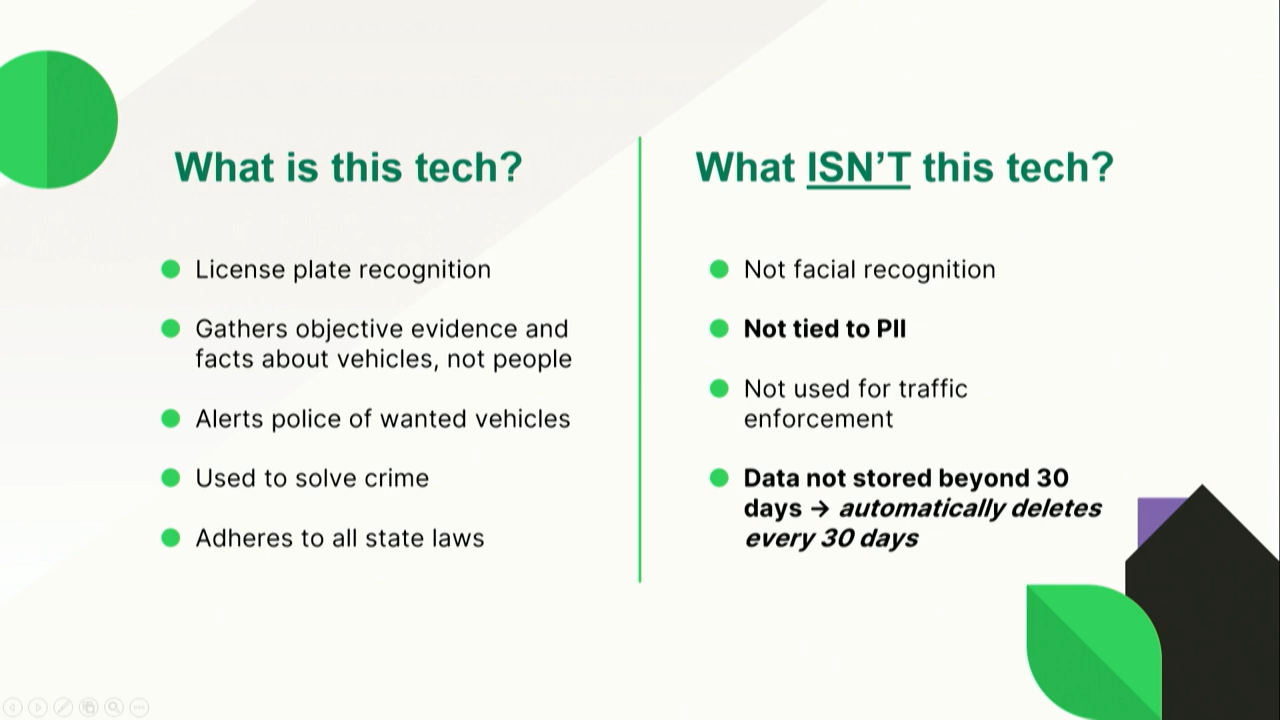 What is this tech?
License plate recognition
Gathers objective evidence and
facts about vehicles, not people
Alerts police of wanted vehicles
Used to solve crime
Adheres to all state laws
What ISN’T this tech?
Not facial recognition
Not tied to PII
Not used for traffic
enforcement
Data not stored beyond 30
days → automatically deletes
every 30 days